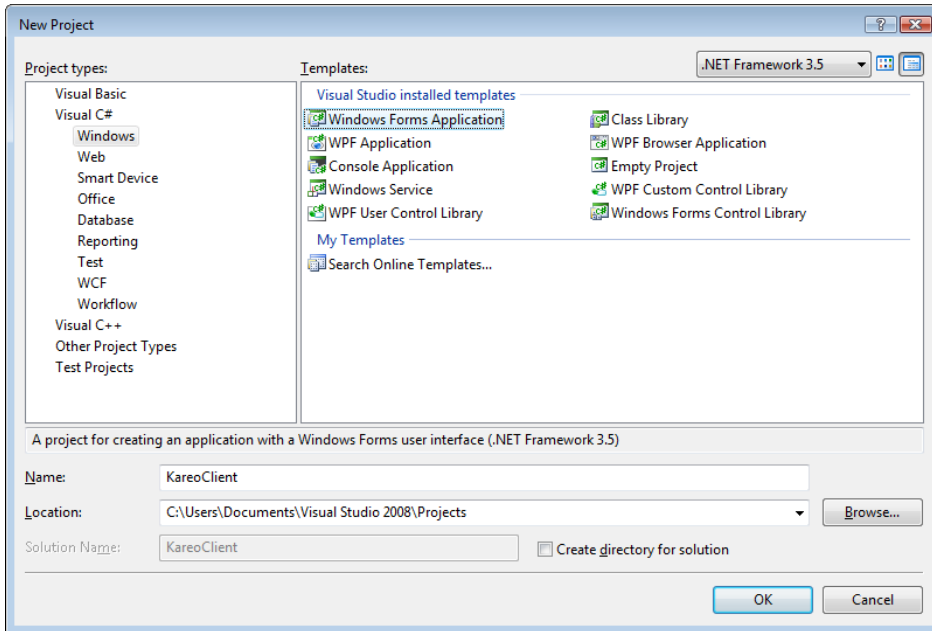 New Project
Project types:
Templates:
.NET Framework 3.5
Visual Basic
Visual C#
Windows
Web
Smart Device
Office
Database
Reporting
Test
WCF
Workflow
Visual C++
Other Project Types
Test Projects
Visual Studio installed templates
Windows Forms Application
Class Library
WPF Application
WPF Browser Application
Console Application
Empty Project
Windows Service
WPF Custom Control Library
WPF User Control Library
Windows Forms Control Library
My Templates
Search Online Templates...
A project for creating an application with a Windows Forms user interface (.NET Framework 3.5)
Name: KareoClient
Location: C:\Users\Documents\Visual Studio 2008\Projects Browse...
Solution Name: KareoClient Create directory for solution
OK Cancel